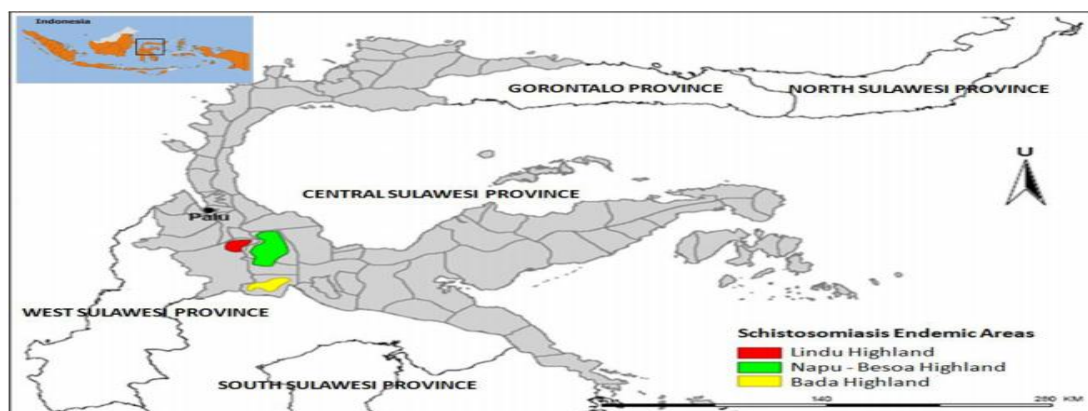 Indonesia
GORONTALO PROVINCE
NORTH SULAWESI PROVINCE
U
CENTRAL SULAWESI PROVINCE
Palu
WEST SULAWESI PROVINCE
SOUTH SULAWESI PROVINCE
Schistosomiasis Endemic Areas
Lindu Highland
Napu - Besoa Highland
Bada Highland
140
280 KM